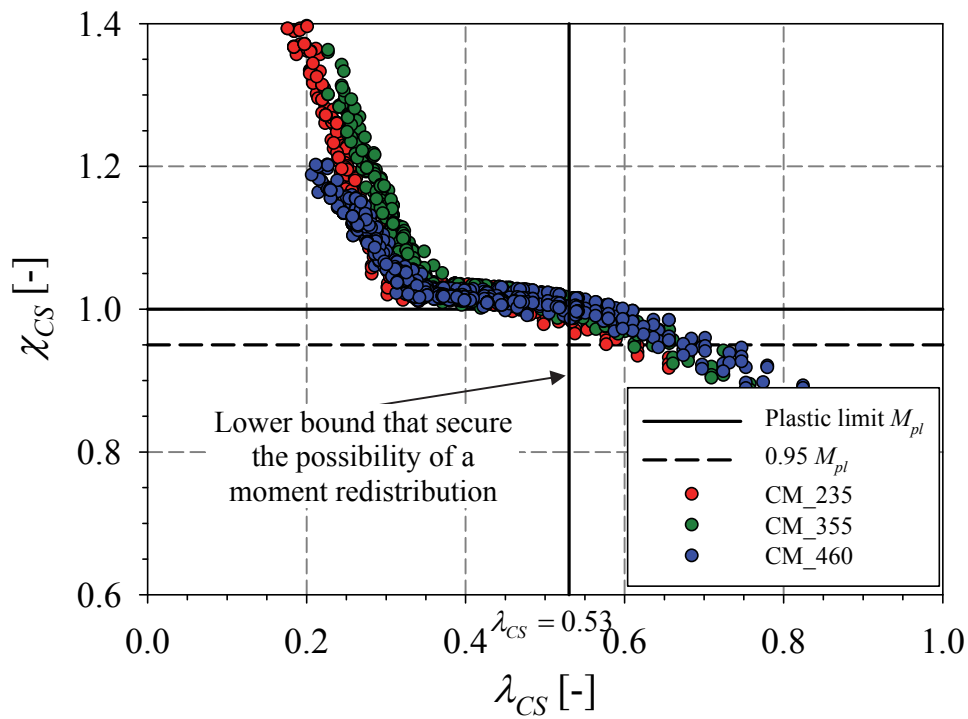 1.4
1.2
1.0
0.8
0.6
χCS [-]
Lower bound that secure
the possibility of a
moment redistribution
Plastic limit Mpl
0.95 Mpl
CM_235
CM_355
CM_460
λCS = 0.53
0.0 0.2 0.4 0.6 0.8 1.0
λCS [-]